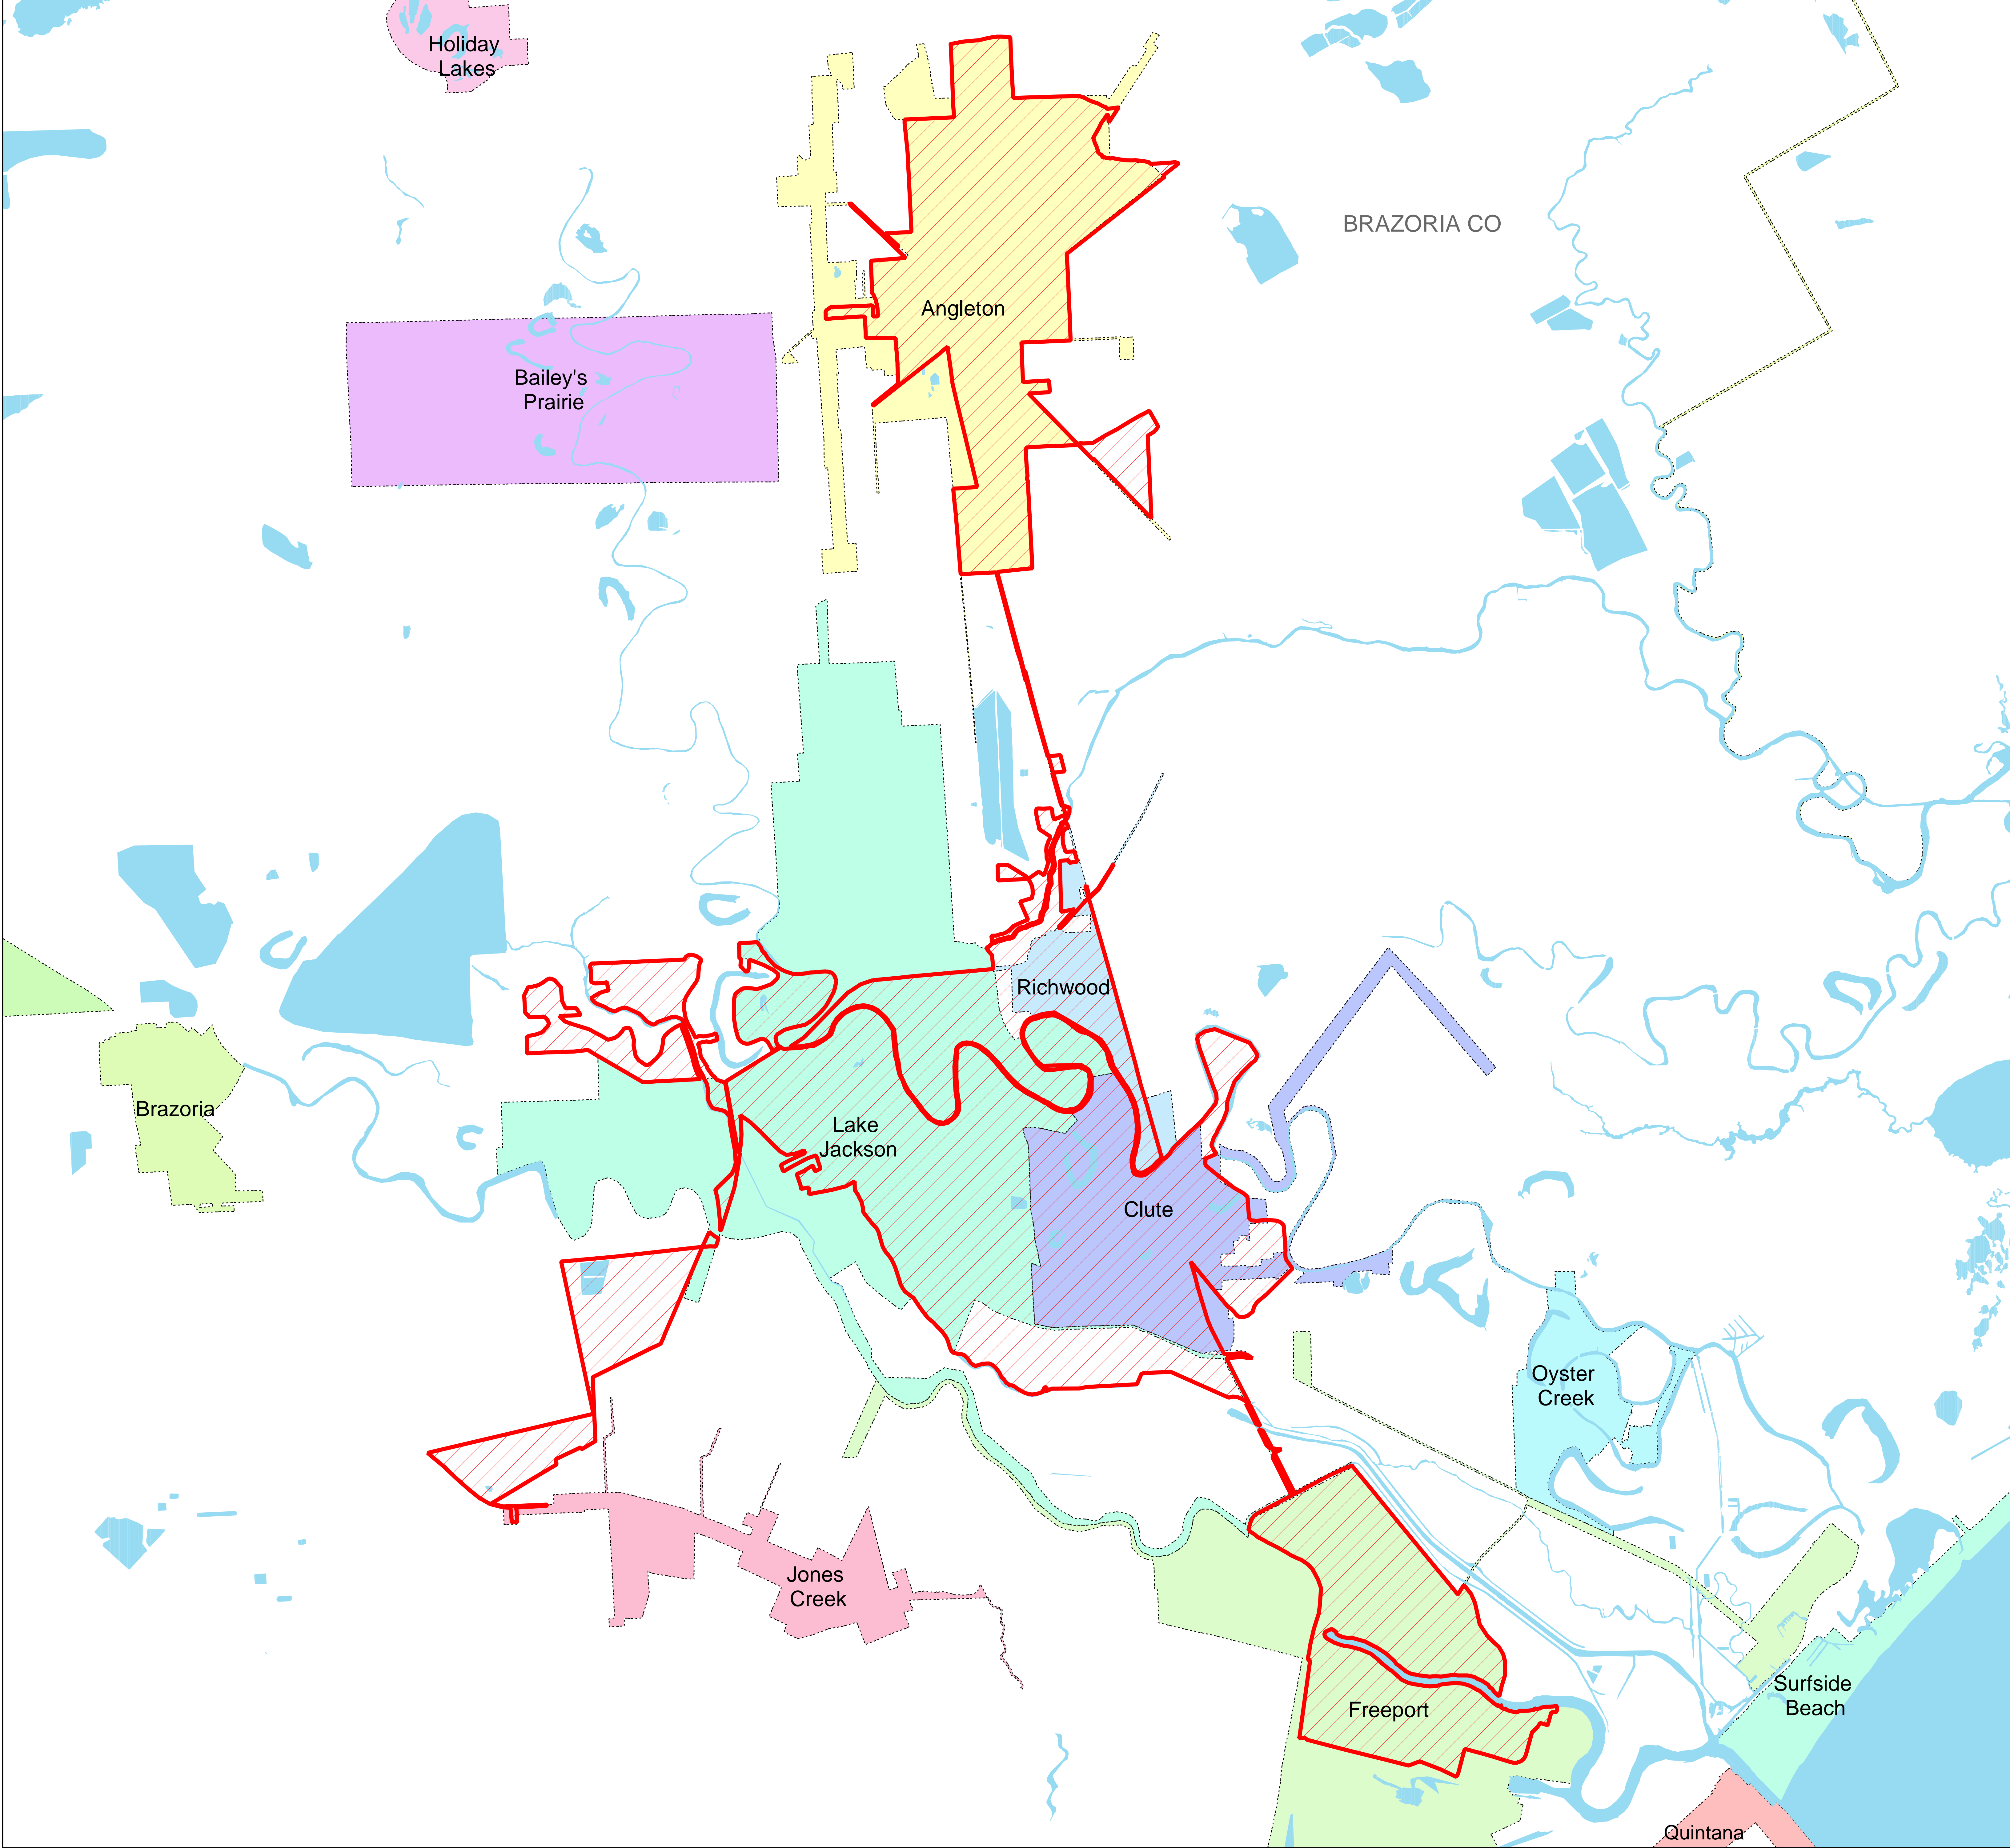 Holiday
Lakes
BRAZORIA CO
Angleton
Bailey's
Prairie
Richwood
Brazoria
Lake
Jackson
Clute
Oyster
Creek
Jones
Creek
Surfside
Beach
Freeport
Quintana